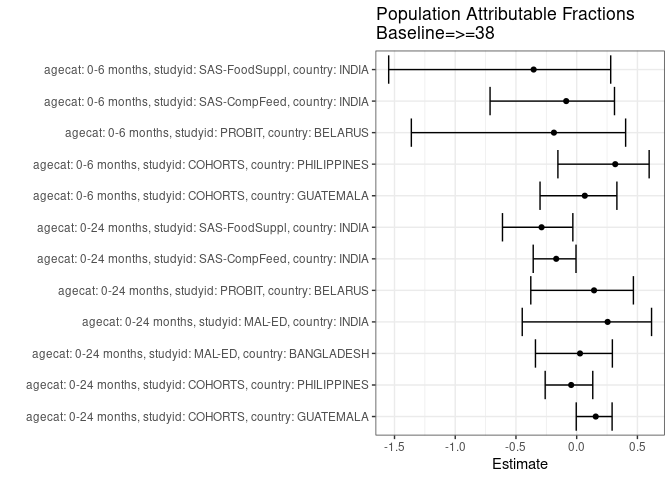 Population Attributable Fractions
Baseline=>=38
agecat: 0-6 months, studyid: SAS-FoodSuppl, country: INDIA
agecat: 0-6 months, studyid: SAS-CompFeed, country: INDIA
agecat: 0-6 months, studyid: PROBIT, country: BELARUS
agecat: 0-6 months, studyid: COHORTS, country: PHILIPPINES
agecat: 0-6 months, studyid: COHORTS, country: GUATEMALA
agecat: 0-24 months, studyid: SAS-FoodSuppl, country: INDIA
agecat: 0-24 months, studyid: SAS-CompFeed, country: INDIA
agecat: 0-24 months, studyid: PROBIT, country: BELARUS
agecat: 0-24 months, studyid: MAL-ED, country: INDIA
agecat: 0-24 months, studyid: MAL-ED, country: BANGLADESH
agecat: 0-24 months, studyid: COHORTS, country: PHILIPPINES
agecat: 0-24 months, studyid: COHORTS, country: GUATEMALA
-1.5 -1.0 -0.5 0.0 0.5
Estimate